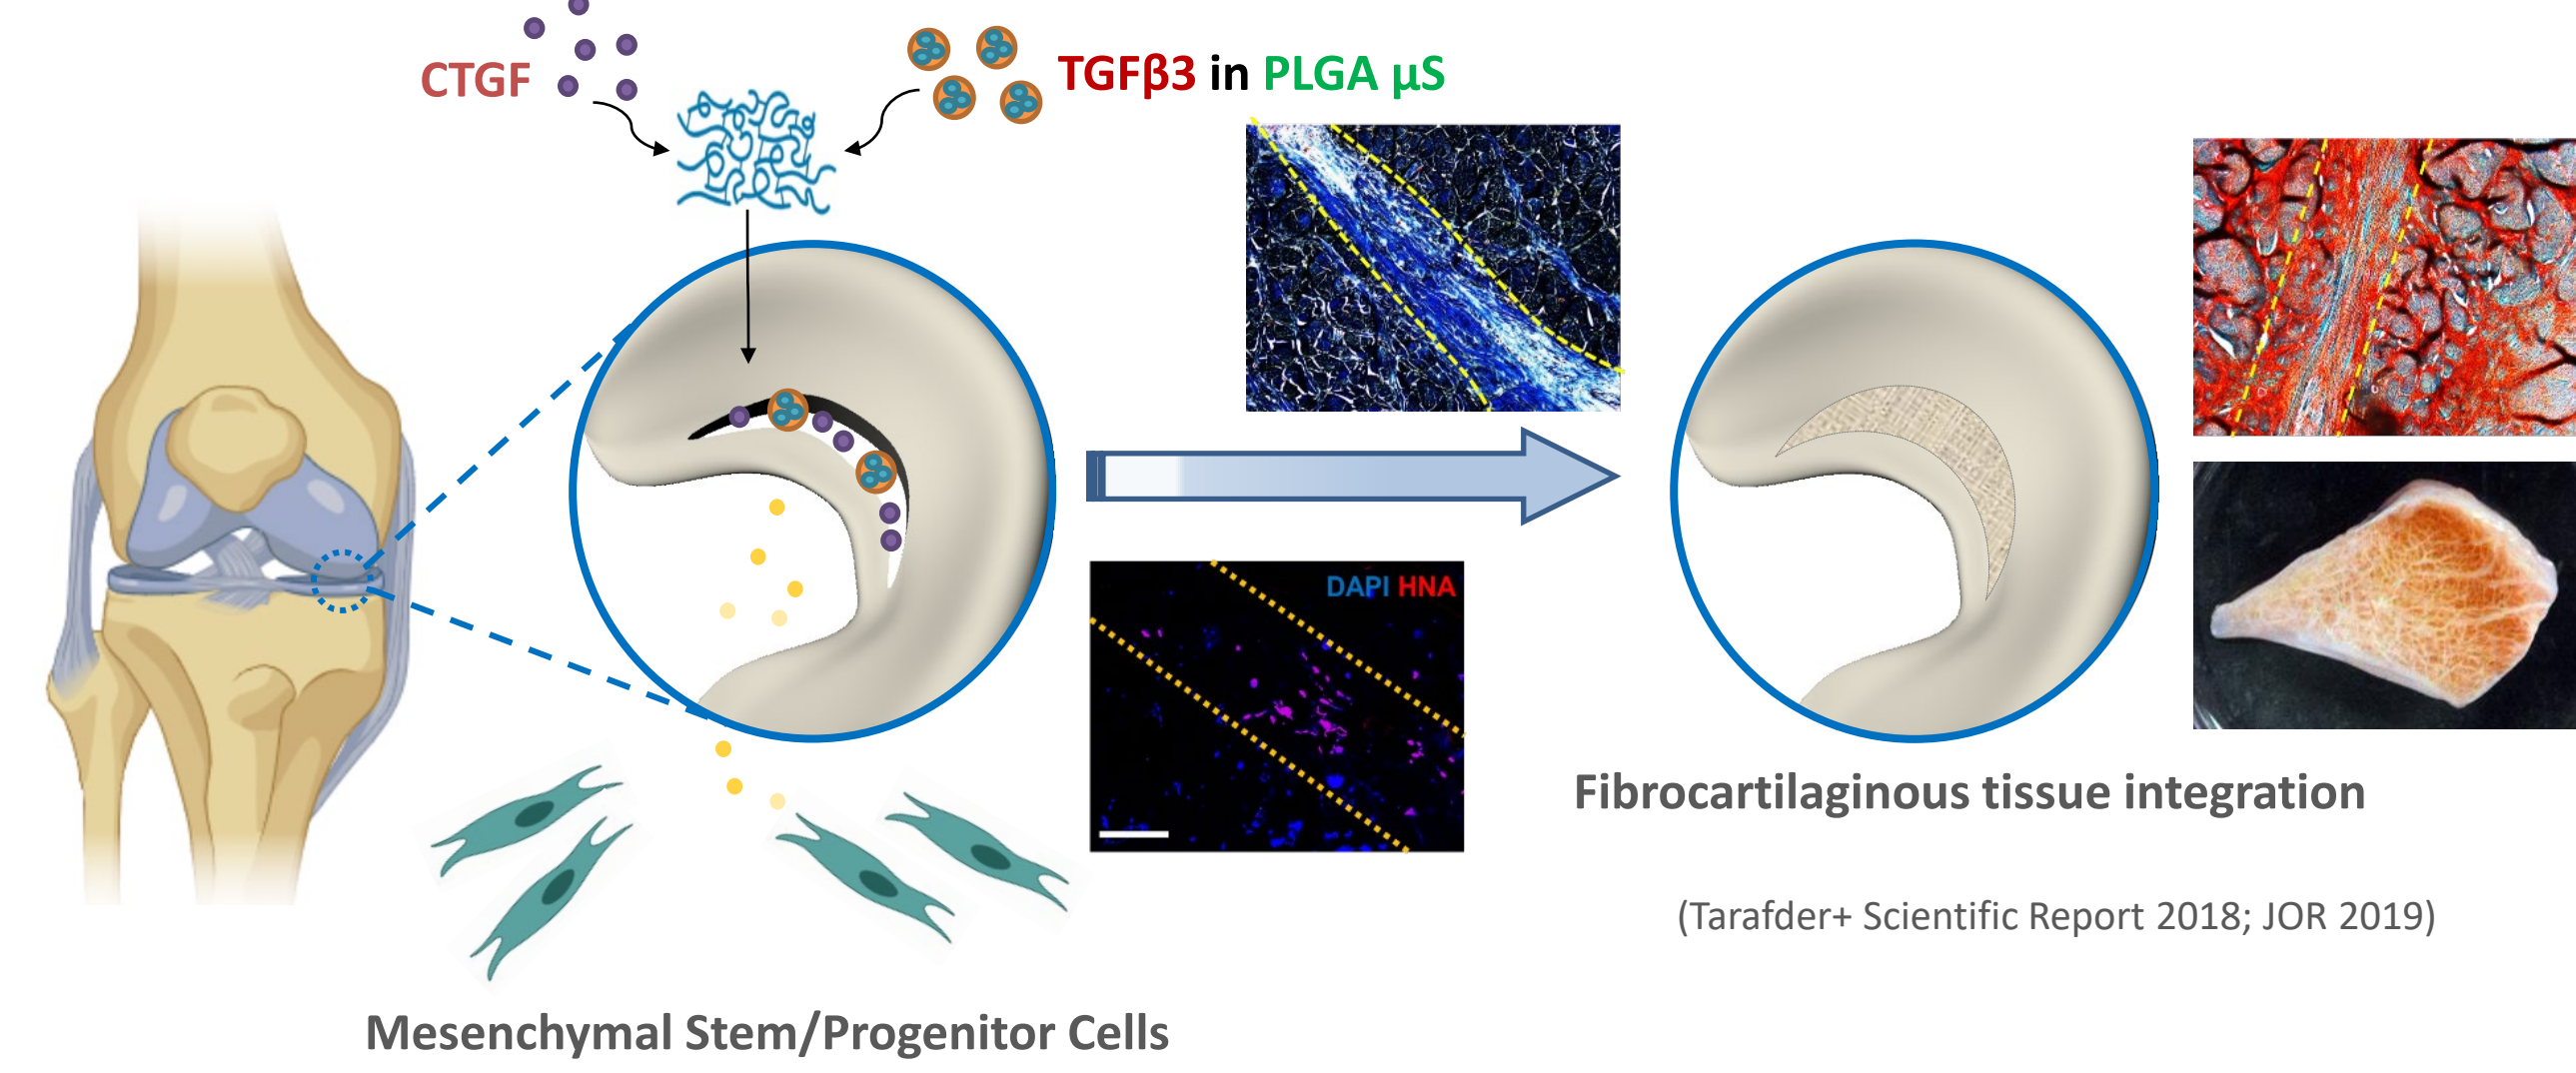 CTGF
TGFβ3 in PLGA µS
DAPI HNA
Fibrocartilaginous tissue integration
(Tarafder+ Scientific Report 2018; JOR 2019)
Mesenchymal Stem/Progenitor Cells